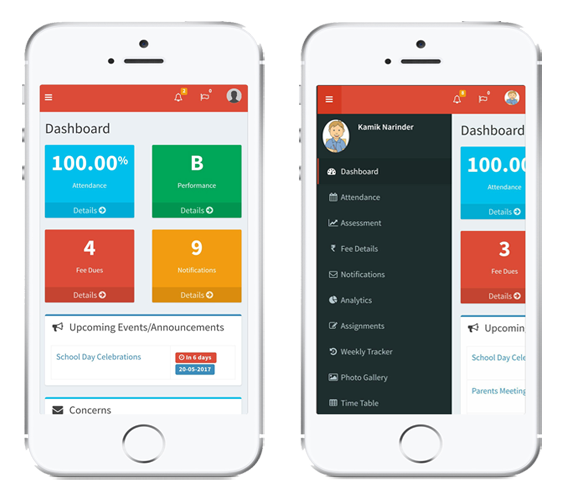 2
0
Dashboard
100.00%
Attendance
Details
B
Performance
Details
4
Fee Dues
Details
9
Notifications
Details
Upcoming Events/Announcements
School Day Celebrations
In 6 days
20-05-2017
Concerns
0
Kamik Narinder
Dashboard
Attendance
Assessment
₹ Fee Details
Notifications
Analytics
Assignments
Weekly Tracker
Photo Gallery
Time Table
Dashboard
100.00
Attendance
Details
3
Fee Dues
Details
Upcomin
School Day Cele
Parents Meeting